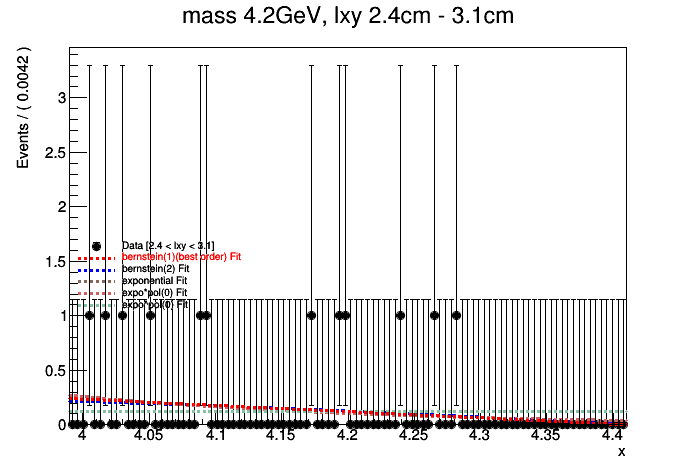 mass 4.2GeV, lxy 2.4cm - 3.1cm
Events / ( 0.0042 )
3
2.5
2
1.5
1
0.5
0
Data [2.4 < lxy < 3.1]
bernstein(1)(best order) Fit
bernstein(2) Fit
exponential Fit
expo*pol(0) Fit
expo*pol(0) Fit
4 4.05 4.1 4.15 4.2 4.25 4.3 4.35 4.4
x